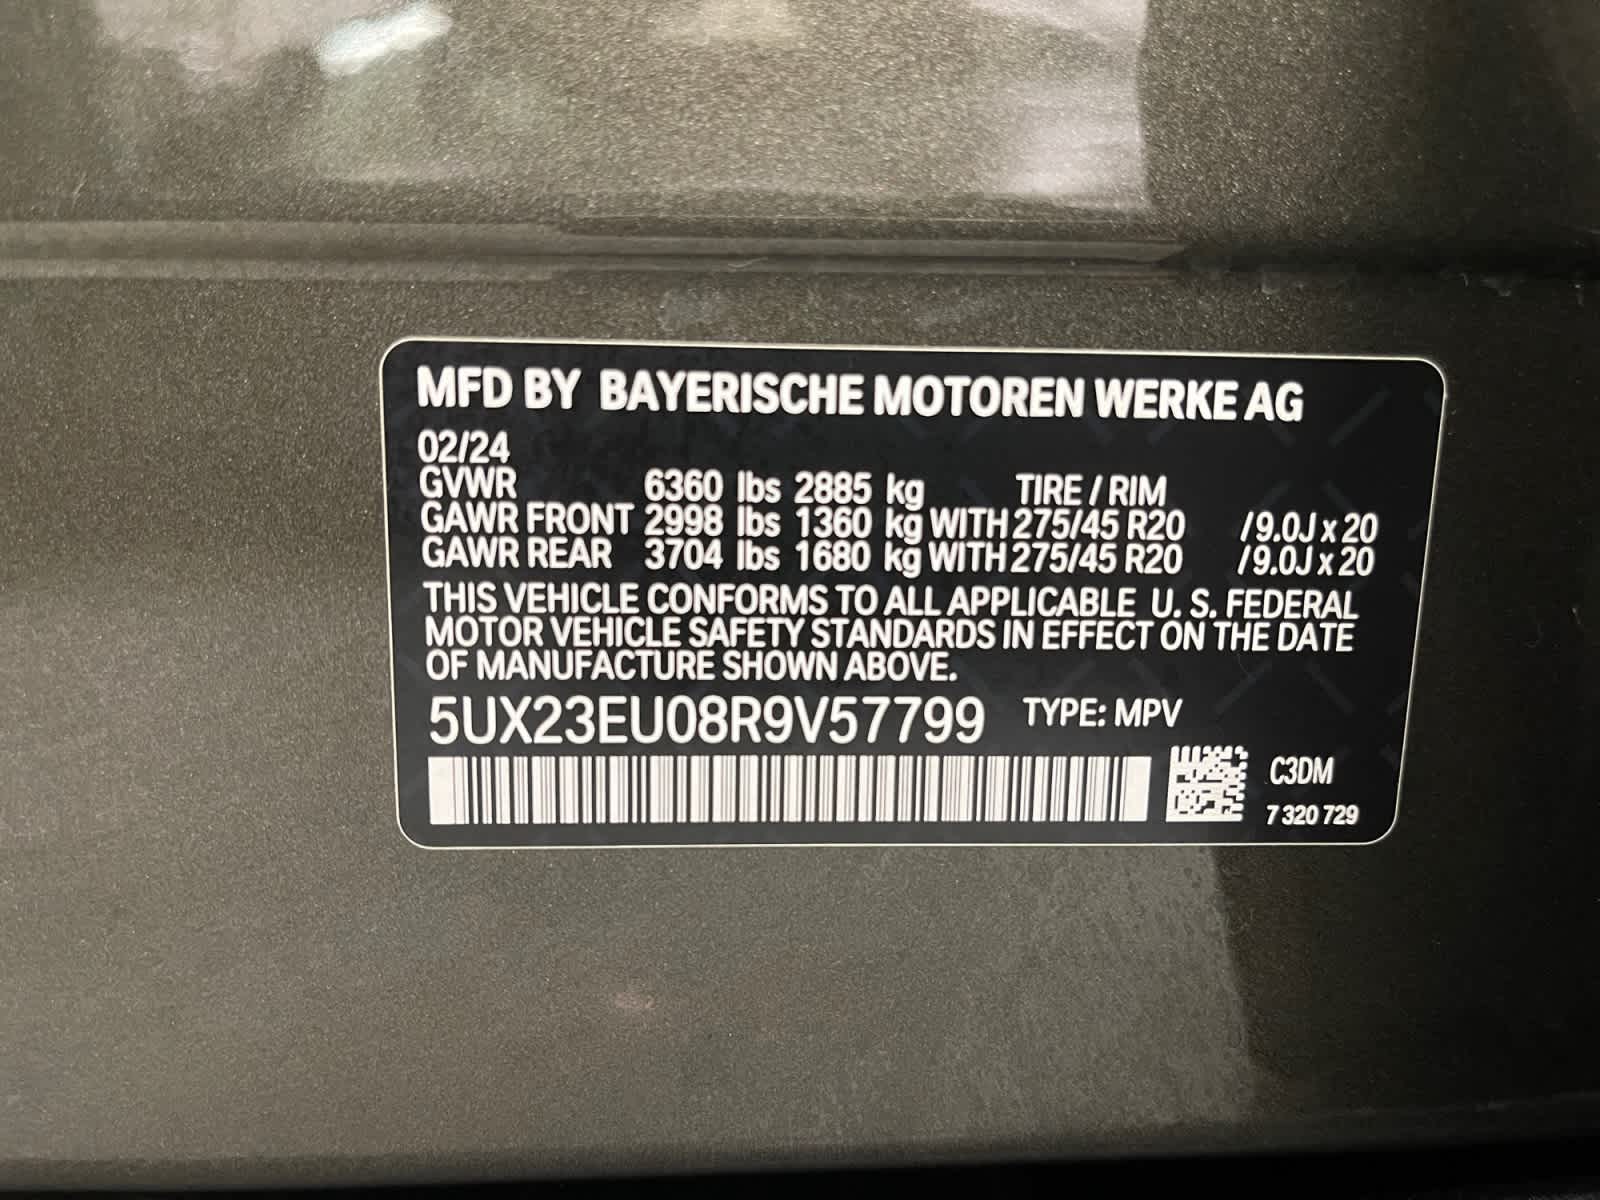 MFD BY BAYERISCHE MOTOREN WERKE AG
02/24
GVWR 6360 lbs 2885 kg TIRE / RIM
GAWR FRONT 2998 lbs 1360 kg WITH 275/45 R20 /9.0J x 20
GAWR REAR 3704 lbs 1680 kg WITH 275/45 R20 /9.0J x 20
THIS VEHICLE CONFORMS TO ALL APPLICABLE U. S. FEDERAL
MOTOR VEHICLE SAFETY STANDARDS IN EFFECT ON THE DATE
OF MANUFACTURE SHOWN ABOVE.
5UX23EU08R9V57799 TYPE: MPV
C3DM
7 320 729